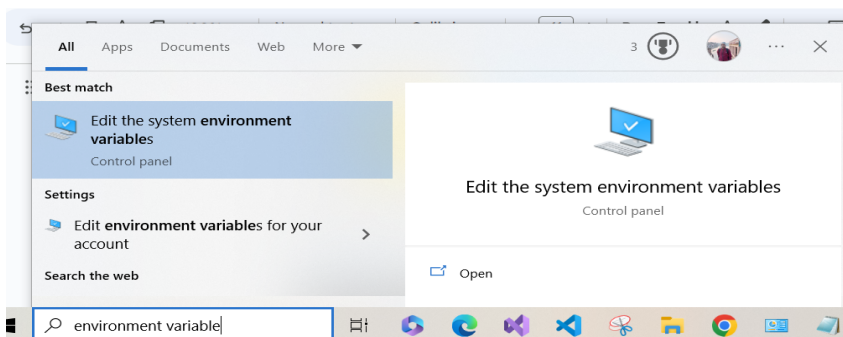 All Apps Documents Web More 3 ...
Best match
Edit the system environment
variables
Control panel
Settings
Edit environment variables for your
account
Search the web
Edit the system environment variables
Control panel
Open
environment variable